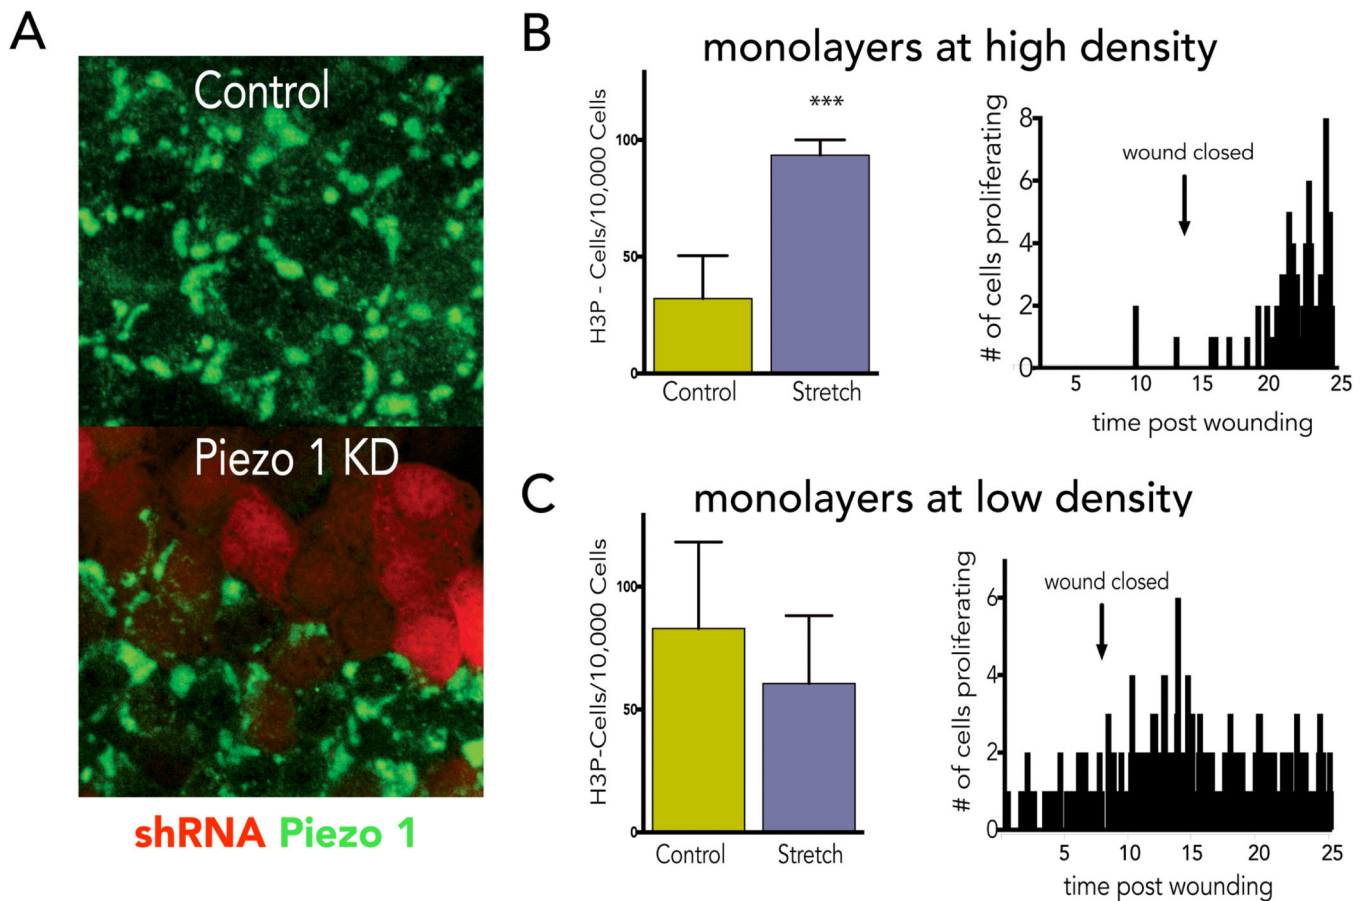 A
Control
Piezo 1 KD
shRNA Piezo 1
B
monolayers at high density
H3P - Cells/10,000 Cells
100
50
0
***
Control
Stretch
# of cells proliferating
8
6
4
2
0
wound closed
5 10 15 20 25
time post wounding
C
monolayers at low density
H3P-Cells/10,000 Cells
100
50
0
Control
Stretch
# of cells proliferating
6
4
2
0
wound closed
5 10 15 20 25
time post wounding